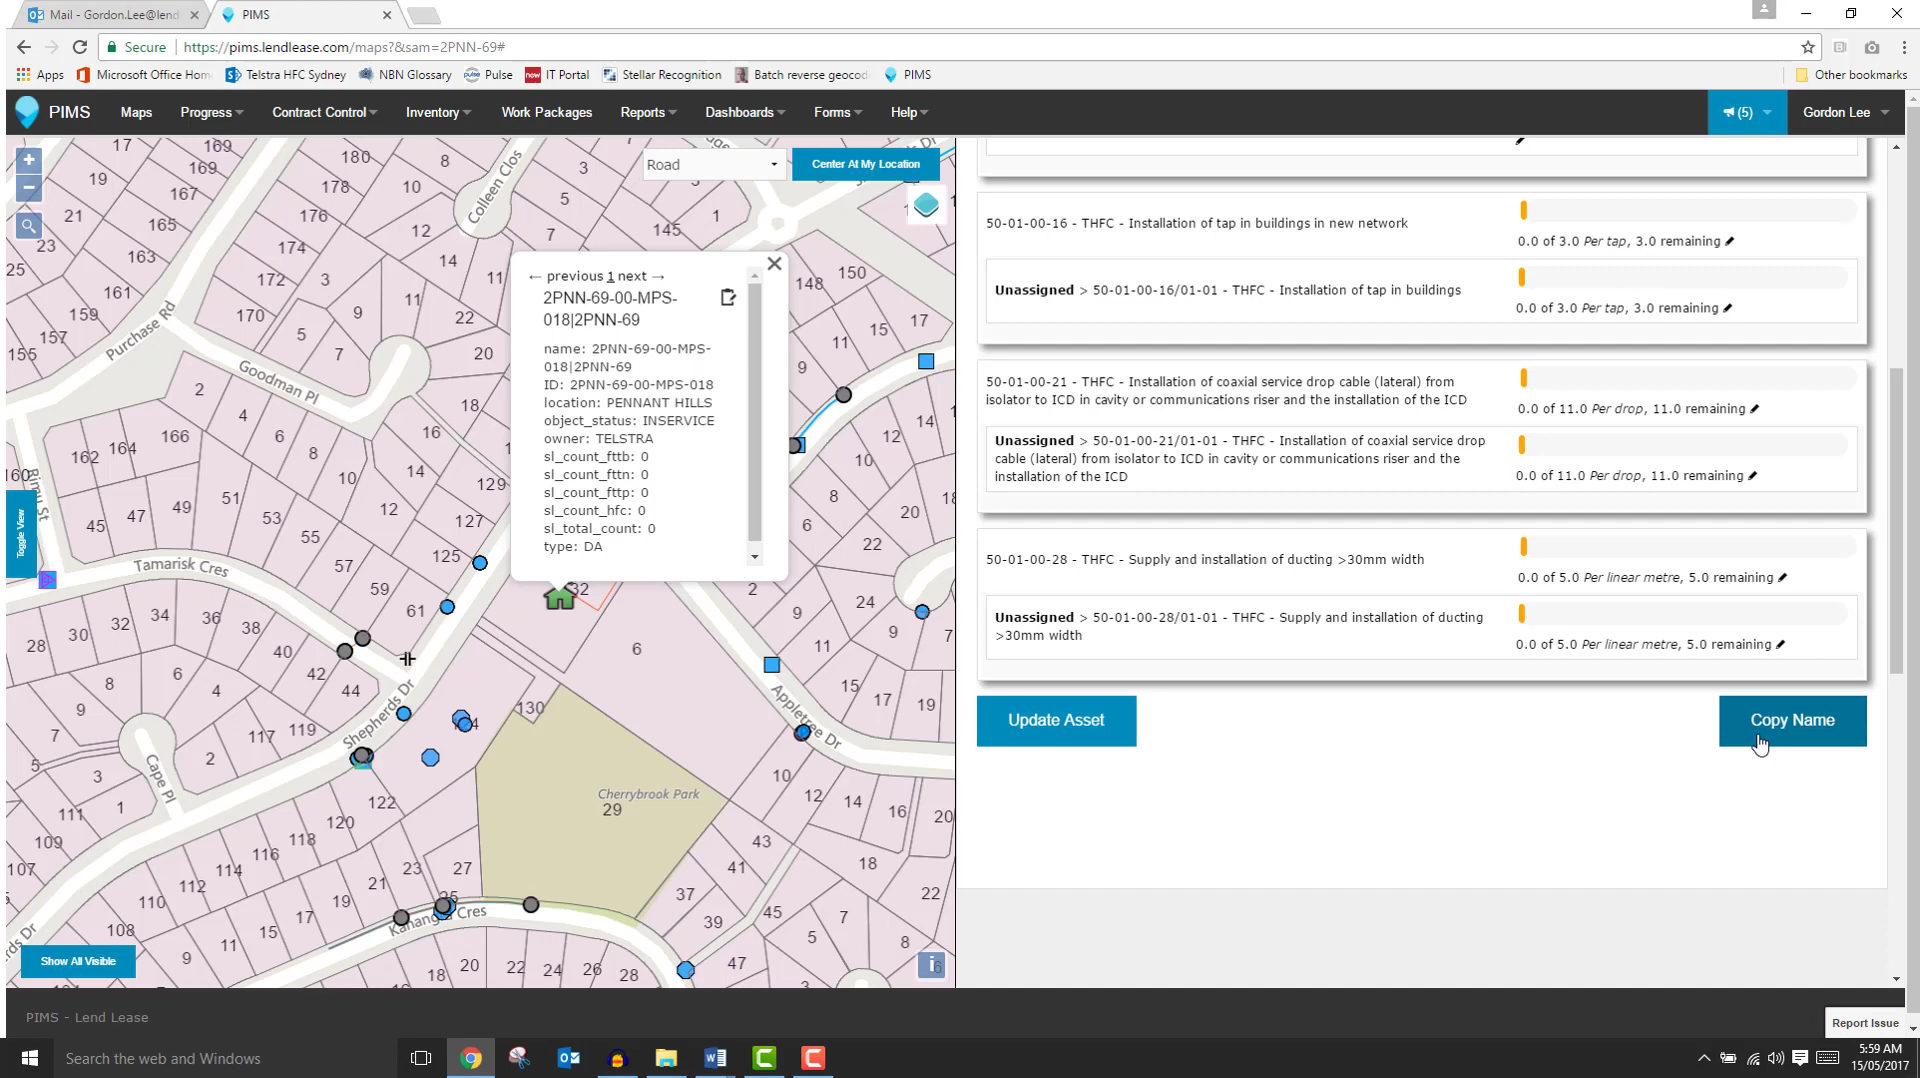 Mail - Gordon.Lee@lend
PIMS
Secure
https://pims.lendlease.com/maps?&sam=2PNN-69#
Apps
Microsoft Office Hom
Telstra HFC Sydney
NBN Glossary
Pulse
IT Portal
Stellar Recognition
Batch reverse geocod
PIMS
Other bookmarks
PIMS
Maps
Progress
Contract Control
Inventory
Work Packages
Reports
Dashboards
Forms
Help
(5)
Gordon Lee
Road
Center At My Location
Colleen Clos
Purchase Rd
Goodman Pl
Rimu St
Tamarisk Cres
Shepherds Dr
Cape Pl
Appletree Dr
Cherrybrook Park
29
Toggle View
Show All Visible
← previous 1 next →
2PNN-69-00-MPS-
018|2PNN-69
name: 2PNN-69-00-MPS-
018|2PNN-69
ID: 2PNN-69-00-MPS-018
location: PENNANT HILLS
object_status: INSERVICE
owner: TELSTRA
sl_count_fttb: 0
sl_count_fttn: 0
sl_count_fttp: 0
sl_count_hfc: 0
sl_total_count: 0
type: DA
50-01-00-16 - THFC - Installation of tap in buildings in new network
0.0 of 3.0 Per tap, 3.0 remaining
Unassigned > 50-01-00-16/01-01 - THFC - Installation of tap in buildings
0.0 of 3.0 Per tap, 3.0 remaining
50-01-00-21 - THFC - Installation of coaxial service drop cable (lateral) from
isolator to ICD in cavity or communications riser and the installation of the ICD
0.0 of 11.0 Per drop, 11.0 remaining
Unassigned > 50-01-00-21/01-01 - THFC - Installation of coaxial service drop
cable (lateral) from isolator to ICD in cavity or communications riser and the
installation of the ICD
0.0 of 11.0 Per drop, 11.0 remaining
50-01-00-28 - THFC - Supply and installation of ducting >30mm width
0.0 of 5.0 Per linear metre, 5.0 remaining
Unassigned > 50-01-00-28/01-01 - THFC - Supply and installation of ducting
>30mm width
0.0 of 5.0 Per linear metre, 5.0 remaining
Update Asset
Copy Name
PIMS - Lend Lease
Report Issue
Search the web and Windows
5:59 AM
15/05/2017